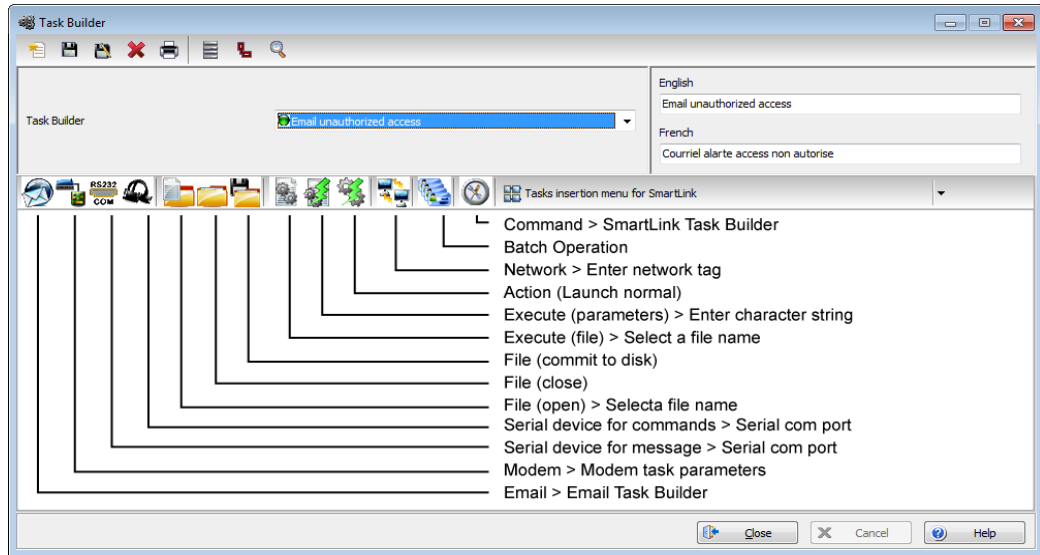 Task Builder
English
Email unauthorized access
Task Builder
Email unauthorized access
French
Courriel alarte access non autorise
RS232
COM
Tasks insertion menu for SmartLink
Command > SmartLink Task Builder
Batch Operation
Network > Enter network tag
Action (Launch normal)
Execute (parameters) > Enter character string
Execute (file) > Select a file name
File (commit to disk)
File (close)
File (open) > Selecta file name
Serial device for commands > Serial com port
Serial device for message > Serial com port
Modem > Modem task parameters
Email > Email Task Builder
Close
Cancel
Help